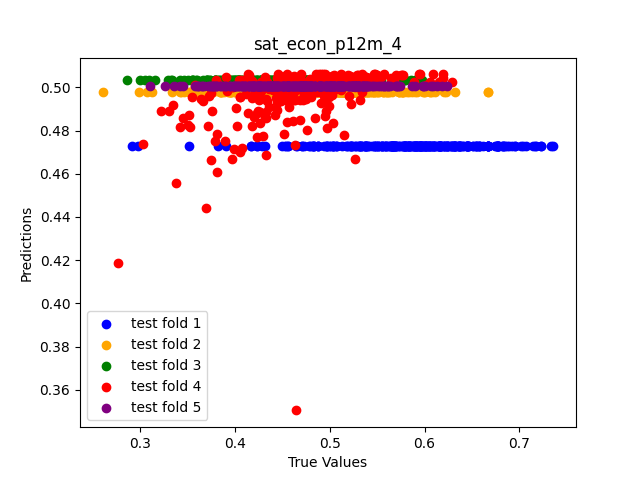 sat_econ_p12m_4
Predictions
0.50
0.48
0.46
0.44
0.42
0.40
0.38
0.36
test fold 1
test fold 2
test fold 3
test fold 4
test fold 5
0.3 0.4 0.5 0.6 0.7
True Values